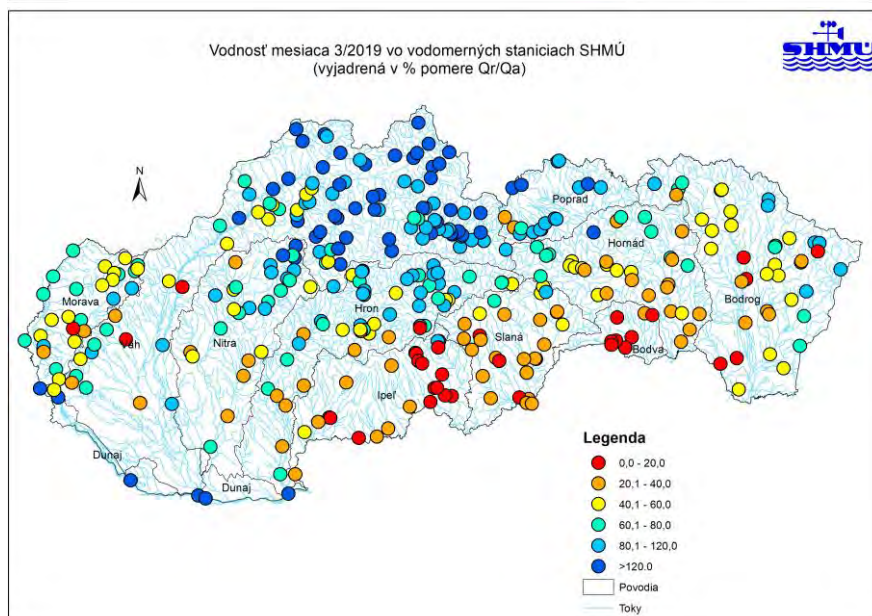 Vodnosť mesiaca 3/2019 vo vodomerných staniciach SHMÚ
(vyjadrená v % pomere Qr/Qa)
SHMÚ
N
Poprad
Hornád
Morava
Hron
Bodrog
Váh
Nitra
Slaná
Bodva
Ipeľ
Dunaj
Dunaj
Legenda
0,0 - 20,0
20,1 - 40,0
40,1 - 60,0
60,1 - 80,0
80,1 - 120,0
>120.0
Povodia
Toky